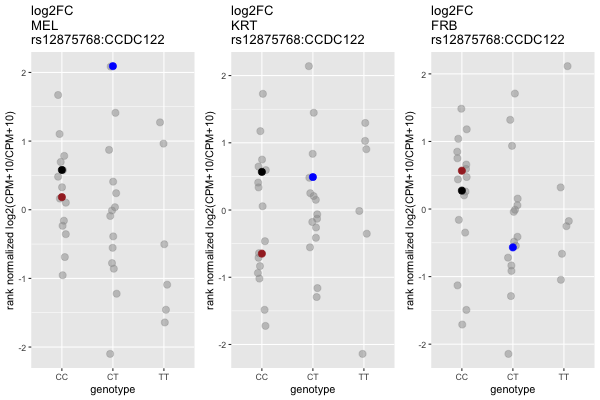 log2FC
MEL
rs12875768:CCDC122
rank normalized log2(CPM+10/CPM+10)
2
1
0
-1
-2
CC
CT
TT
genotype
log2FC
KRT
rs12875768:CCDC122
rank normalized log2(CPM+10/CPM+10)
2
1
0
-1
-2
CC
CT
TT
genotype
log2FC
FRB
rs12875768:CCDC122
rank normalized log2(CPM+10/CPM+10)
2
1
0
-1
-2
CC
CT
TT
genotype